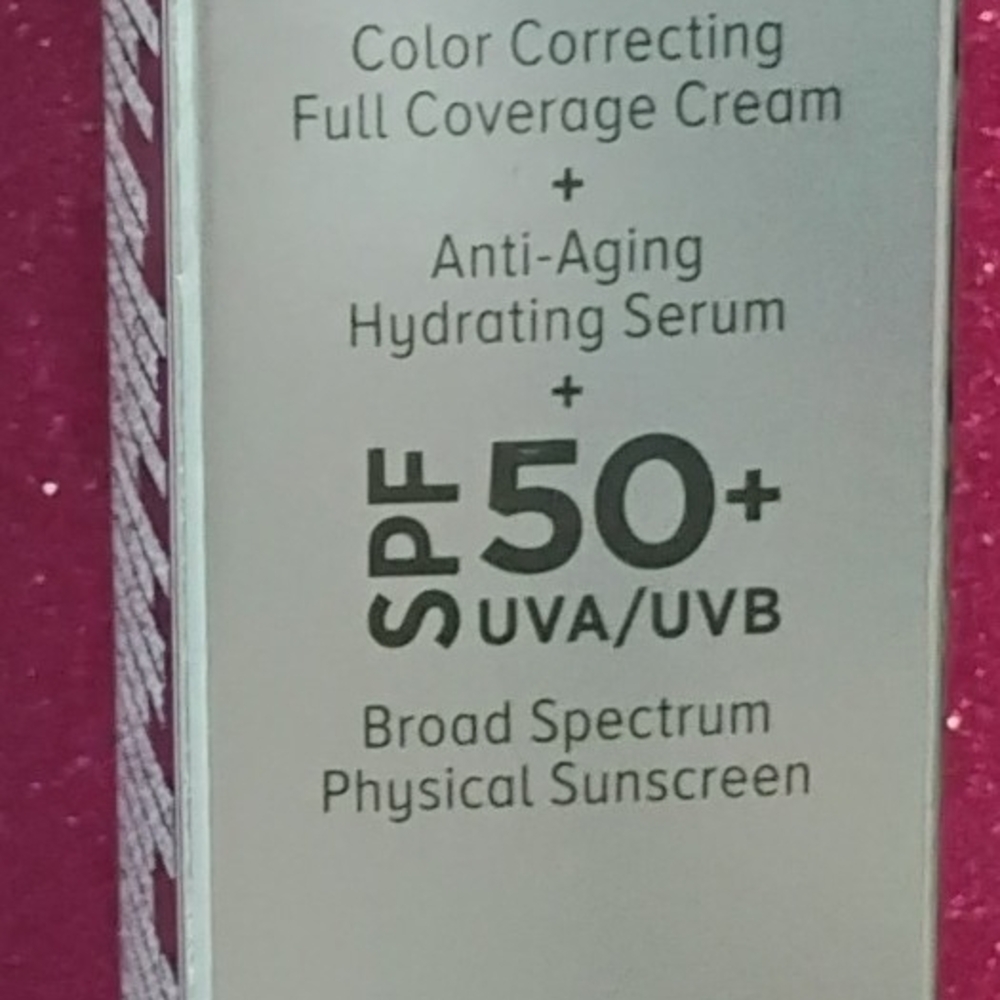 Color Correcting
Full Coverage Cream
+
Anti-Aging
Hydrating Serum
+
SPF 50+
UVA/UVB
Broad Spectrum
Physical Sunscreen